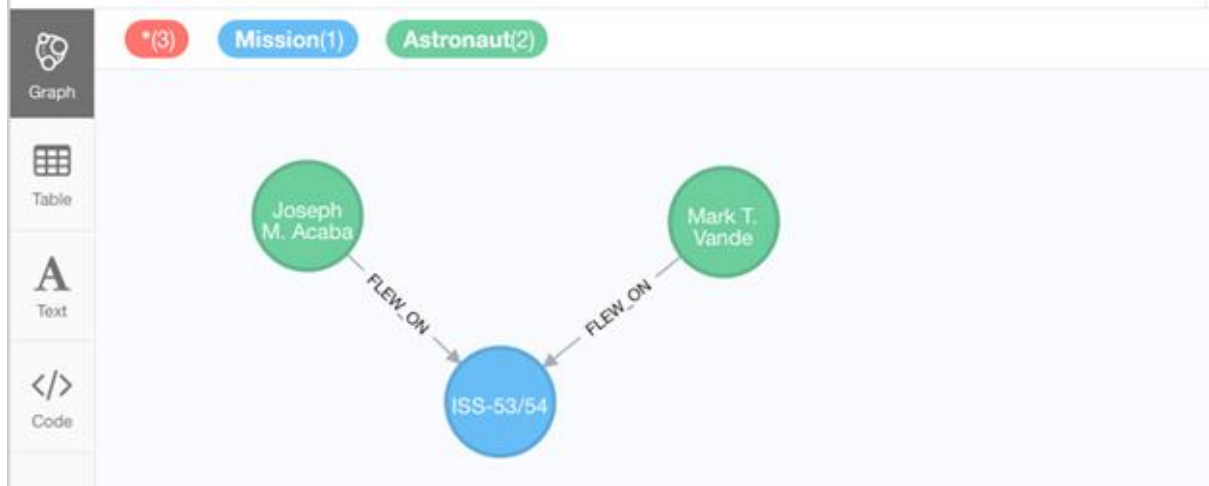 *(3) Mission(1) Astronaut(2)
Graph
Table
Text
Code
Joseph
M. Acaba
Mark T.
Vande
FLEW_ON
FLEW_ON
ISS-53/54